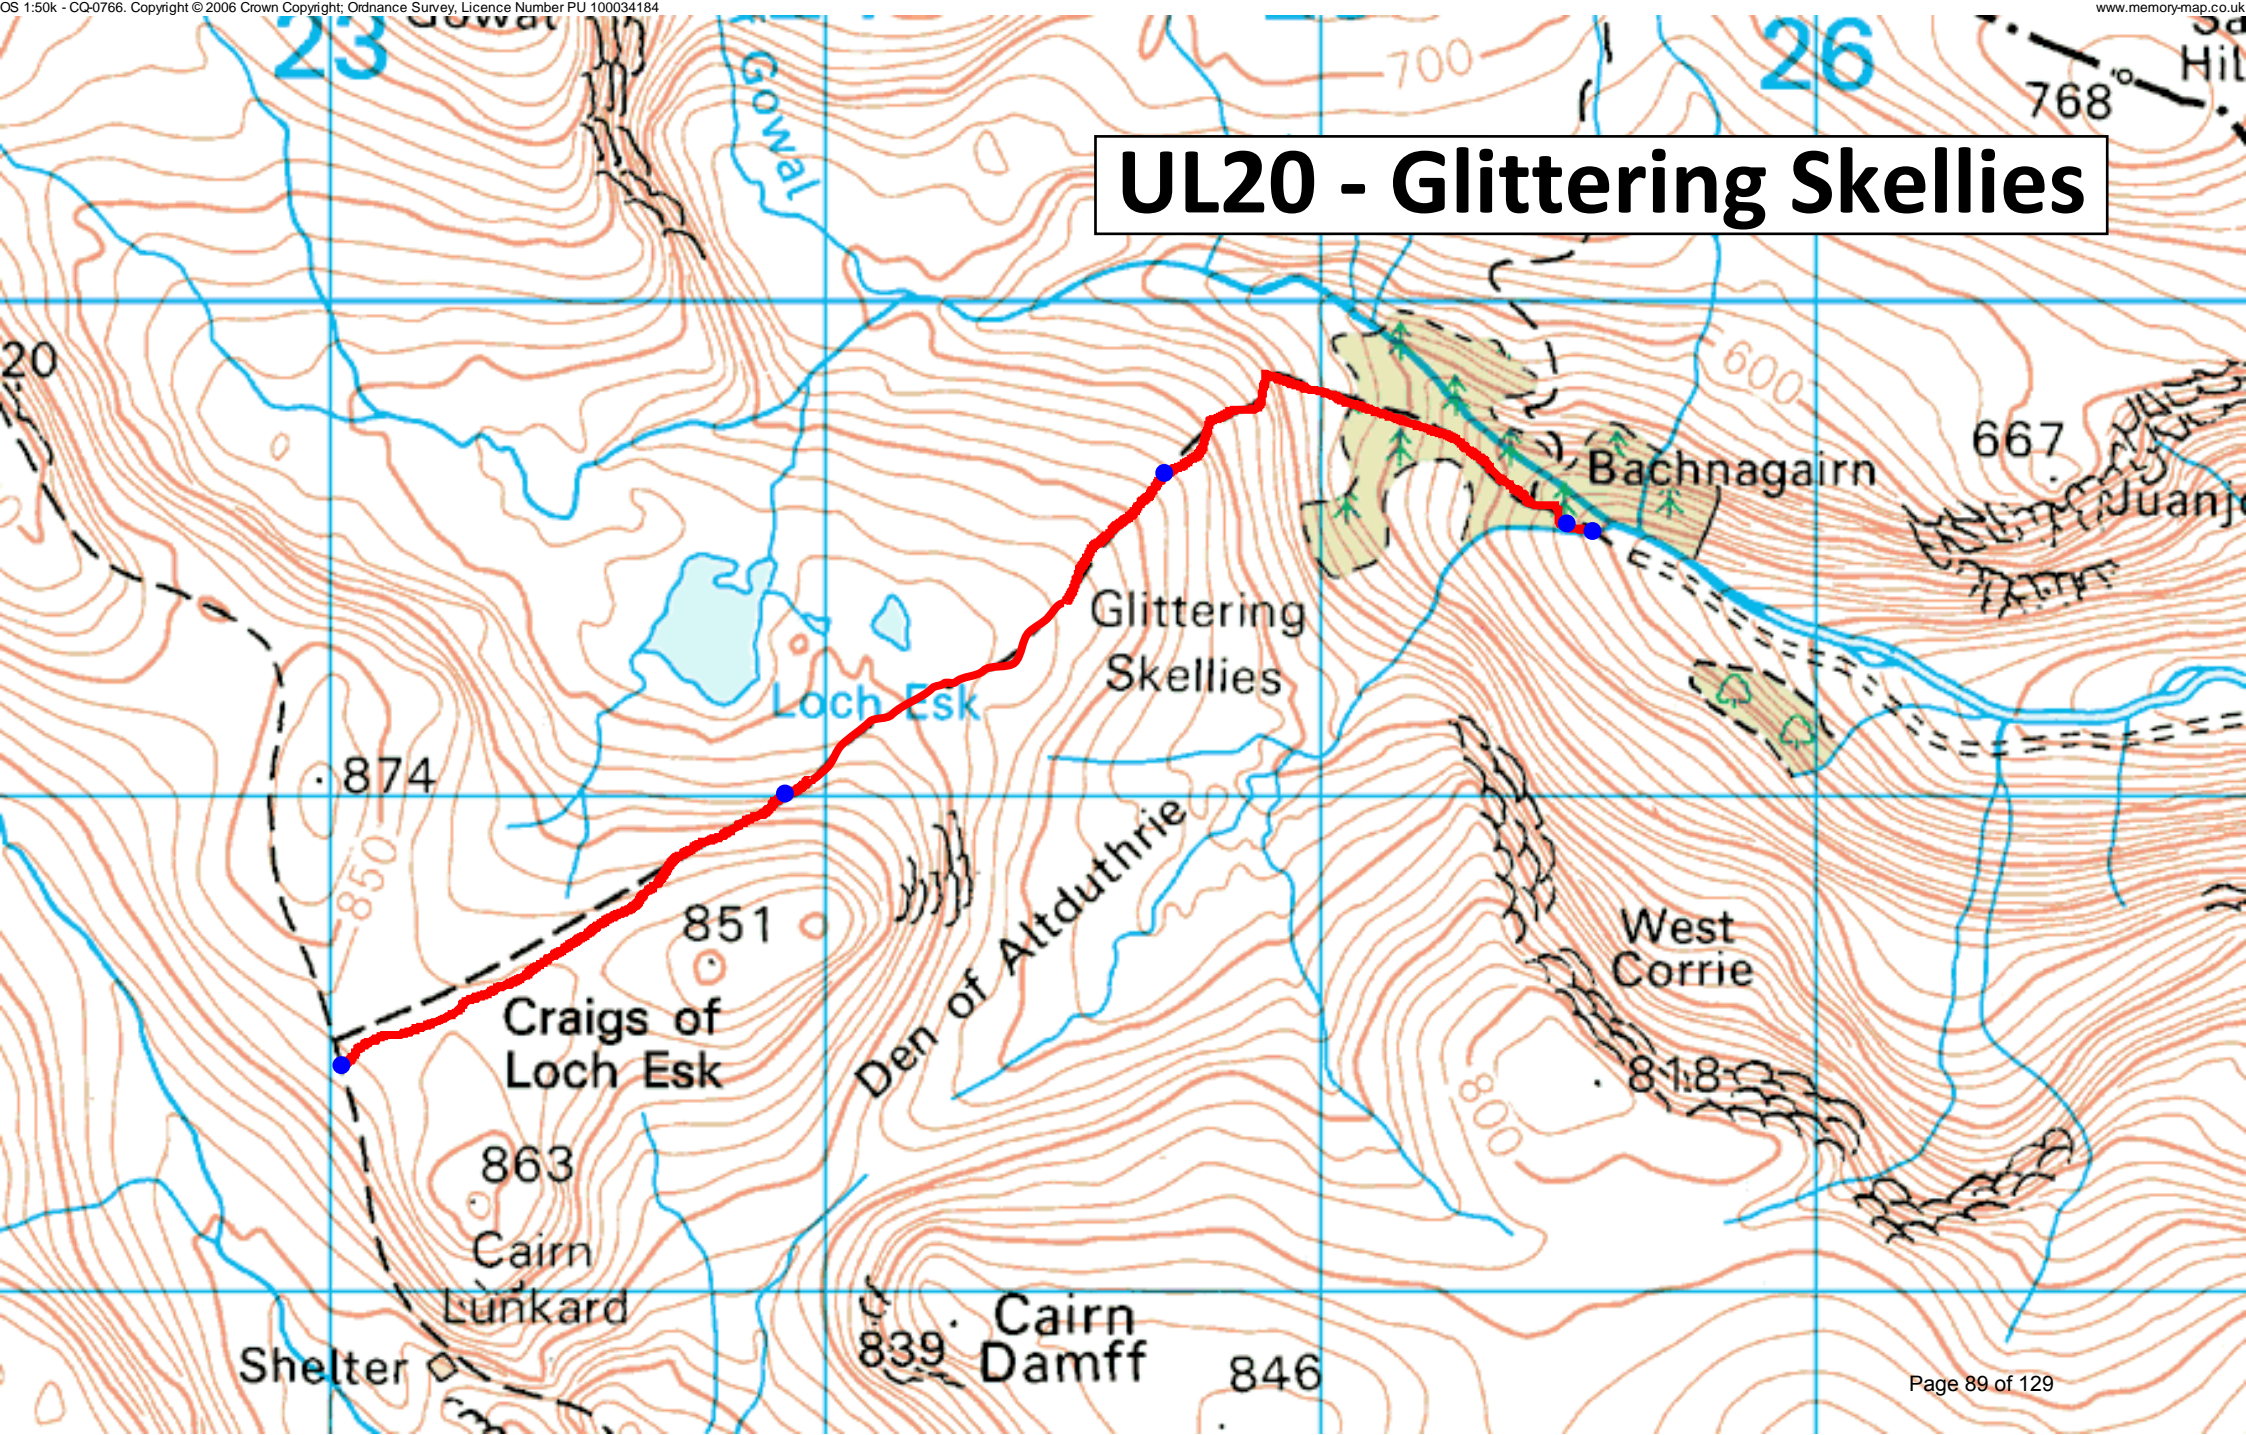 OS 1:50k - CQ-0766. Copyright © 2006 Crown Copyright; Ordnance Survey, Licence Number PU 100034184
www.memory-map.co.uk
23
Gowal
26
700
768
UL20 - Glittering Skellies
20
600
667
Bachnagairn
Glittering
Skellies
Loch Esk
874
850
851
Craigs of
Loch Esk
Den of Altduthrie
West
Corrie
818
800
863
Cairn
Lunkard
Shelter
839
Cairn
Damff
846
Page 89 of 129